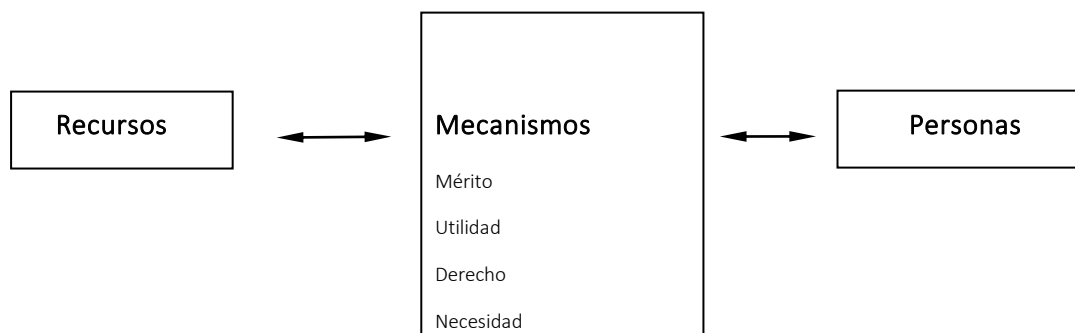 Recursos
Mecanismos
Mérito
Utilidad
Derecho
Necesidad
Personas